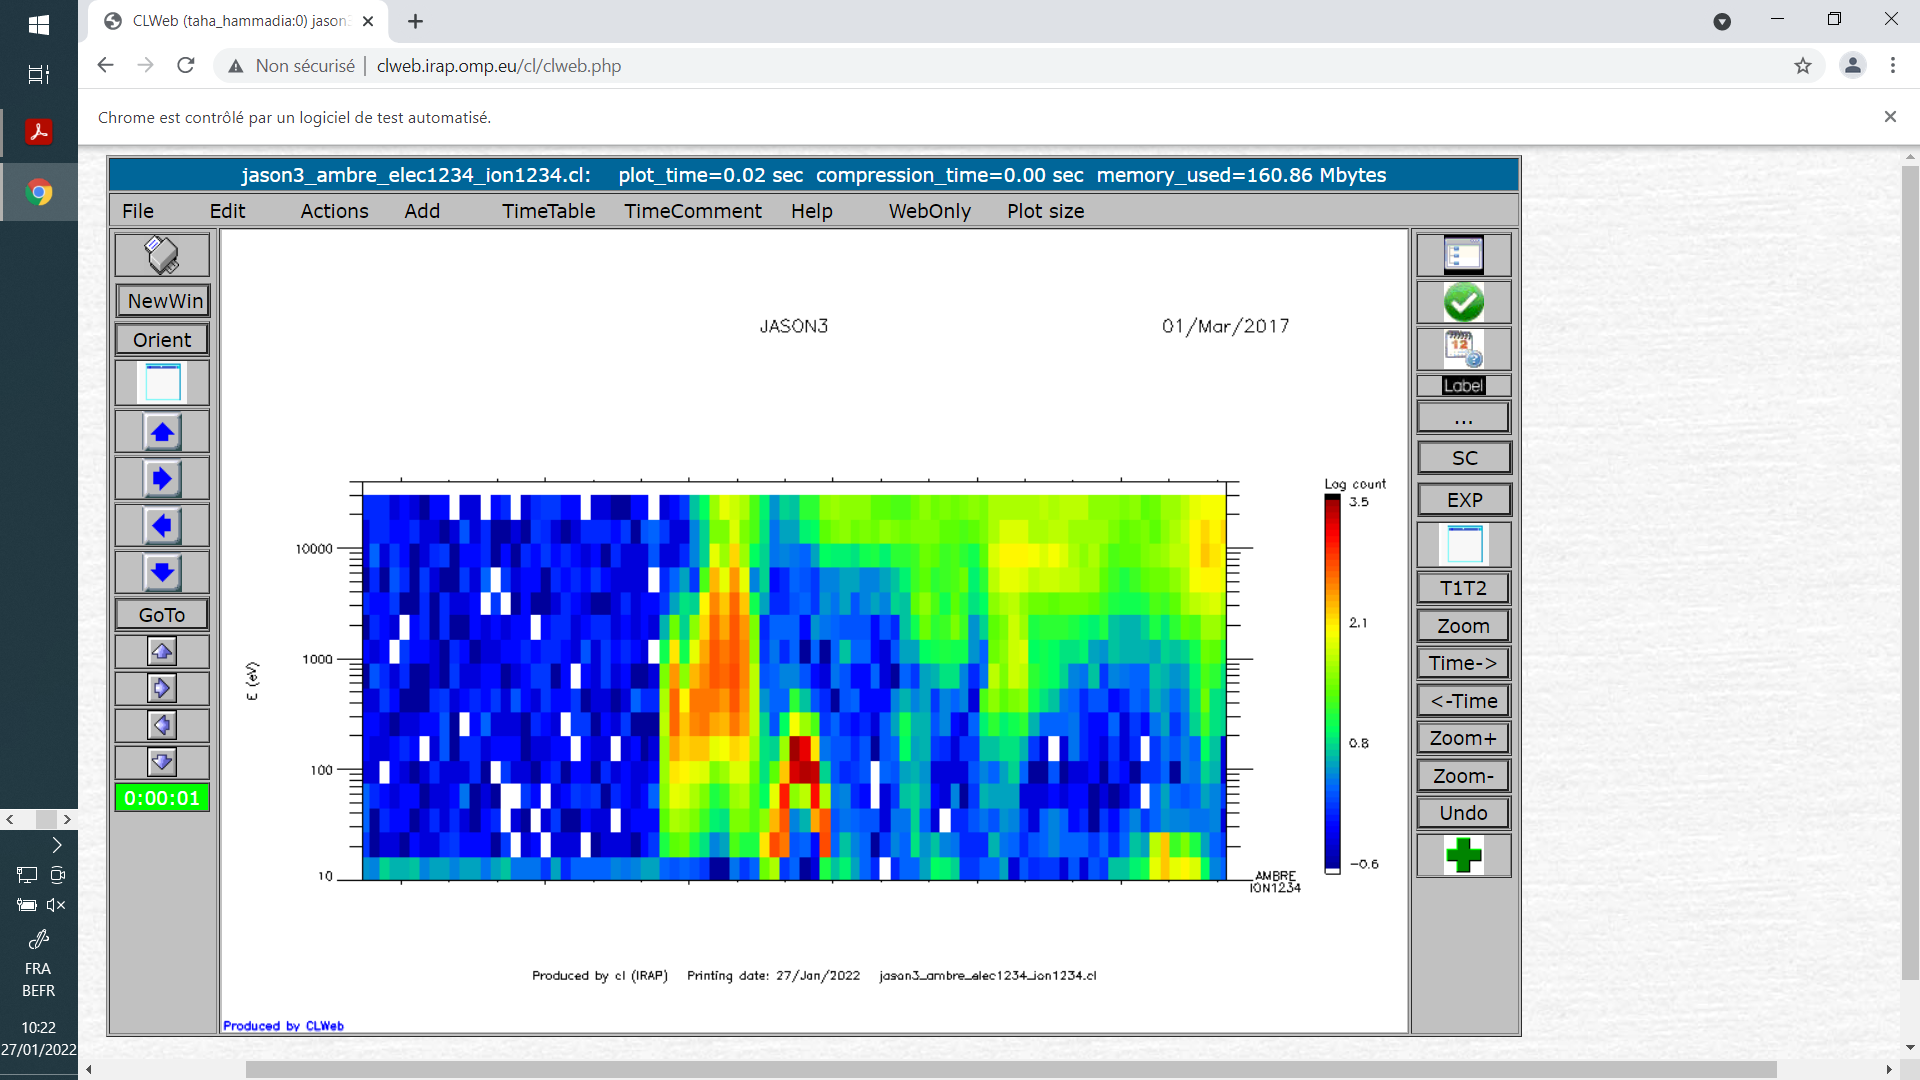 CLWeb (taha_hammadia:0) jason3
Non sécurisé | clweb.irap.omp.eu/cl/clweb.php
Chrome est contrôlé par un logiciel de test automatisé.
jason3_ambre_elec1234_ion1234.cl: plot_time=0.02 sec compression_time=0.00 sec memory_used=160.86 Mbytes
File Edit Actions Add TimeTable TimeComment Help WebOnly Plot size
NewWin
Orient
GoTo
0:00:01
JASON3 01/Mar/2017
E (eV)
10000
1000
100
10
Log count
3.5
2.1
0.8
-0.6
AMBRE
ION1234
Produced by cl (IRAP) Printing date: 27/Jan/2022 jason3_ambre_elec1234_ion1234.cl
Produced by CLWeb
12
Label
...
SC
EXP
T1T2
Zoom
Time->
<-Time
Zoom+
Zoom-
Undo
FRA
BEFR
10:22
27/01/2022